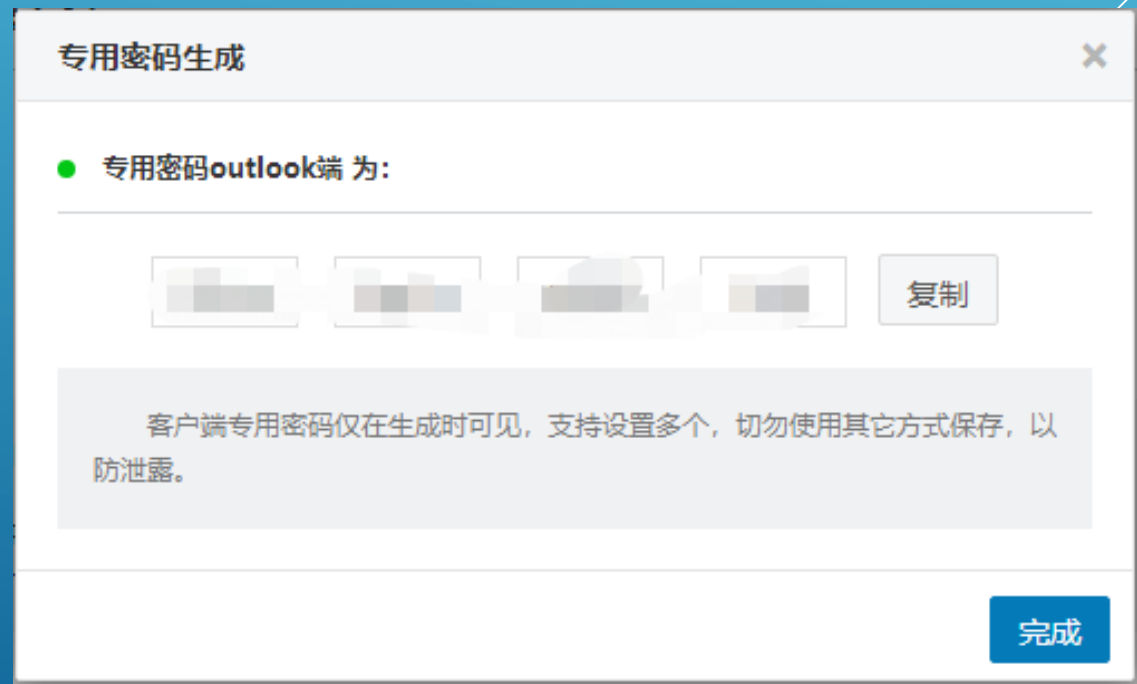 专用密码生成
专用密码outlook端 为：
复制
客户端专用密码仅在生成时可见，支持设置多个，切勿使用其它方式保存，以
防泄露。
完成